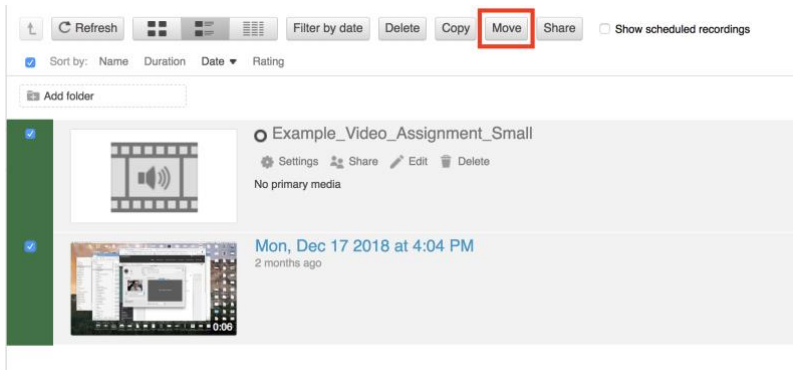 Refresh Filter by date Delete Copy Move Share Show scheduled recordings
Sort by: Name Duration Date ▼ Rating
Add folder
Example_Video_Assignment_Small
Settings Share Edit Delete
No primary media
Mon, Dec 17 2018 at 4:04 PM
2 months ago
0:06